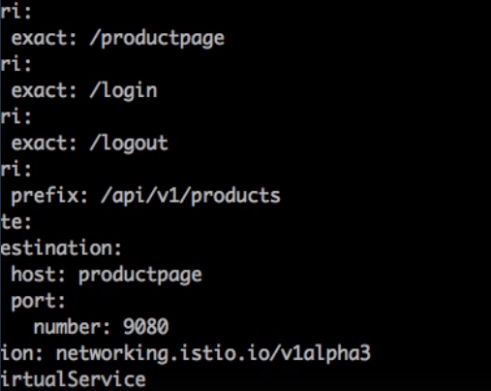 ri:
exact: /productpage
ri:
exact: /login
ri:
exact: /logout
ri:
prefix: /api/v1/products
te:
estination:
host: productpage
port:
number: 9080
ion: networking.istio.io/v1alpha3
irtualService